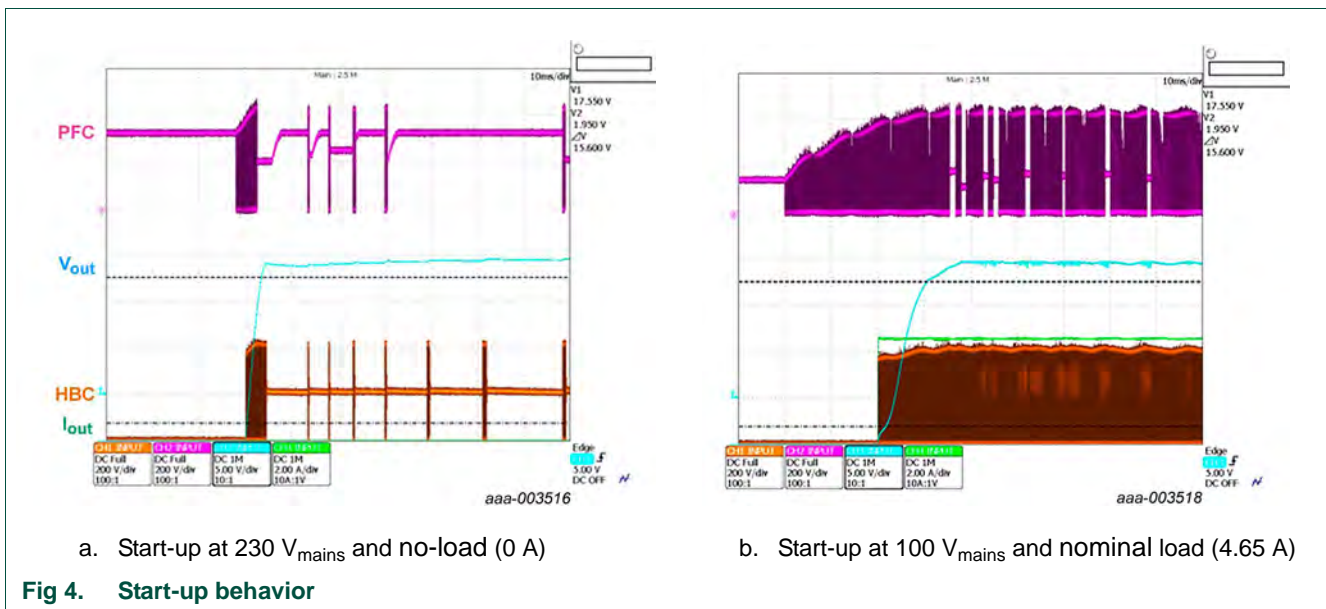 Main : 2.5 M
10ms/div
V1
17.550 V
V2
1.950 V
△V
15.600 V
PFC
Vout
HBC
Iout
CH1 INPUT
DC Full
200 V/div
100:1
CH2 INPUT
DC Full
200 V/div
100:1
DC 1M
5.00 V/div
10:1
DC 1M
2.00 A/div
10A:1V
Edge
5.00 V
DC OFF
aaa-003516
a. Start-up at 230 Vmains and no-load (0 A)
Main : 2.5 M
10ms/div
V1
17.550 V
V2
1.950 V
△V
15.600 V
CH1 INPUT
DC Full
200 V/div
100:1
CH2 INPUT
DC Full
200 V/div
100:1
DC 1M
5.00 V/div
10:1
DC 1M
2.00 A/div
10A:1V
Edge
5.00 V
DC OFF
aaa-003518
b. Start-up at 100 Vmains and nominal load (4.65 A)
Fig 4. Start-up behavior